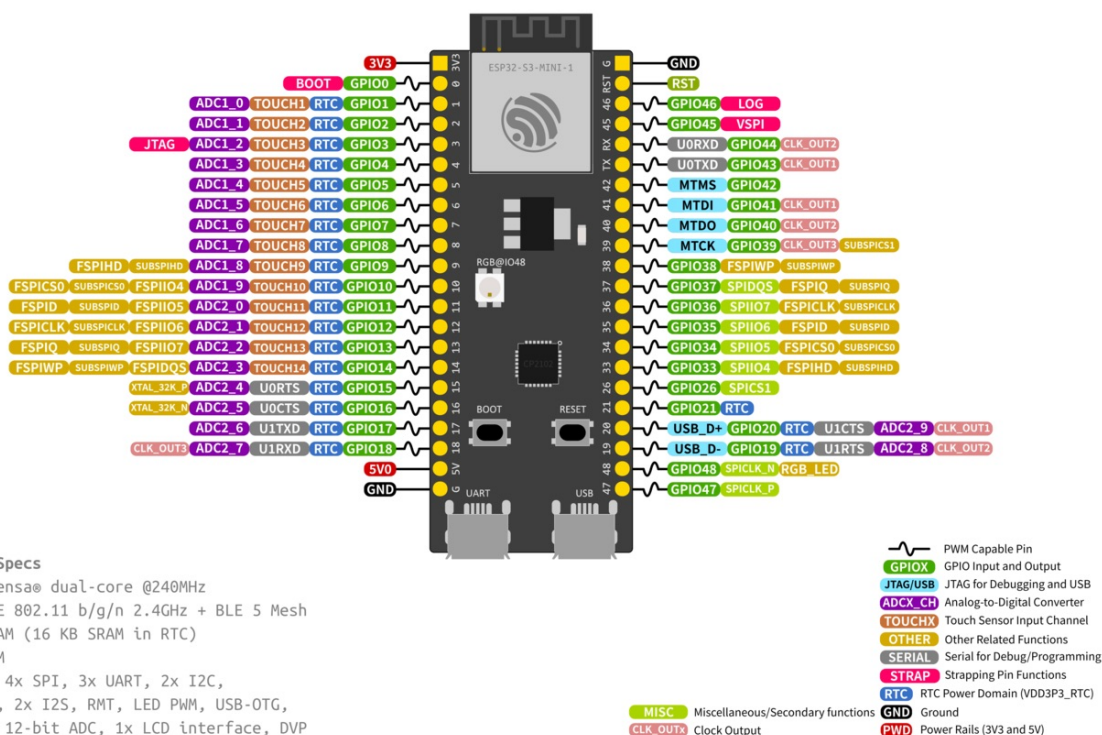 ESP32-S3-MINI-1
3V3 3V3 G GND
BOOT GPIO0 0 RST RST
ADC1_0 TOUCH1 RTC GPIO1 1 46 GPIO46 LOG
ADC1_1 TOUCH2 RTC GPIO2 2 45 GPIO45 VSPI
JTAG ADC1_2 TOUCH3 RTC GPIO3 3 RX U0RXD GPIO44 CLK_OUT2
ADC1_3 TOUCH4 RTC GPIO4 4 TX U0TXD GPIO43 CLK_OUT1
ADC1_4 TOUCH5 RTC GPIO5 5 42 MTMS GPIO42
ADC1_5 TOUCH6 RTC GPIO6 6 41 MTDI GPIO41 CLK_OUT1
ADC1_6 TOUCH7 RTC GPIO7 7 40 MTDO GPIO40 CLK_OUT2
ADC1_7 TOUCH8 RTC GPIO8 8 39 MTCK GPIO39 CLK_OUT3 SUBSPICS1
RGB@IO48
FSPIHD SUBSPIHD ADC1_8 TOUCH9 RTC GPIO9 9 38 GPIO38 FSPIWP SUBSPIWP
FSPICS0 SUBSPICS0 FSPIIO4 ADC1_9 TOUCH10 RTC GPIO10 10 37 GPIO37 SPIDQS FSPIQ SUBSPIQ
FSPID SUBSPID FSPIIO5 ADC2_0 TOUCH11 RTC GPIO11 11 36 GPIO36 SPIIO7 FSPICLK SUBSPICLK
FSPICLK SUBSPICLK FSPIIO6 ADC2_1 TOUCH12 RTC GPIO12 12 35 GPIO35 SPIIO6 FSPID SUBSPID
FSPIQ SUBSPIQ FSPIIO7 ADC2_2 TOUCH13 RTC GPIO13 13 34 GPIO34 SPIIO5 FSPICS0 SUBSPICS0
FSPIWP SUBSPIWP FSPIDQS ADC2_3 TOUCH14 RTC GPIO14 14 CP2102 33 GPIO33 SPIIO4 FSPIHD SUBSPIHD
XTAL_32K_P ADC2_4 U0RTS RTC GPIO15 15 26 GPIO26 SPICS1
XTAL_32K_N ADC2_5 U0CTS RTC GPIO16 16 BOOT RESET 21 GPIO21 RTC
ADC2_6 U1TXD RTC GPIO17 17 20 USB_D+ GPIO20 RTC U1CTS ADC2_9 CLK_OUT1
CLK_OUT3 ADC2_7 U1RXD RTC GPIO18 18 19 USB_D- GPIO19 RTC U1RTS ADC2_8 CLK_OUT2
5V0 5V 48 GPIO48 SPICLK_N RGB_LED
GND G UART USB 47 GPIO47 SPICLK_P
Specs
ensa® dual-core @240MHz
E 802.11 b/g/n 2.4GHz + BLE 5 Mesh
AM (16 KB SRAM in RTC)
M
4x SPI, 3x UART, 2x I2C,
, 2x I2S, RMT, LED PWM, USB-OTG,
12-bit ADC, 1x LCD interface, DVP
PWM Capable Pin
GPIOX GPIO Input and Output
JTAG/USB JTAG for Debugging and USB
ADCX_CH Analog-to-Digital Converter
TOUCHX Touch Sensor Input Channel
OTHER Other Related Functions
SERIAL Serial for Debug/Programming
STRAP Strapping Pin Functions
RTC RTC Power Domain (VDD3P3_RTC)
MISC Miscellaneous/Secondary functions GND Ground
CLK_OUTx Clock Output PWD Power Rails (3V3 and 5V)